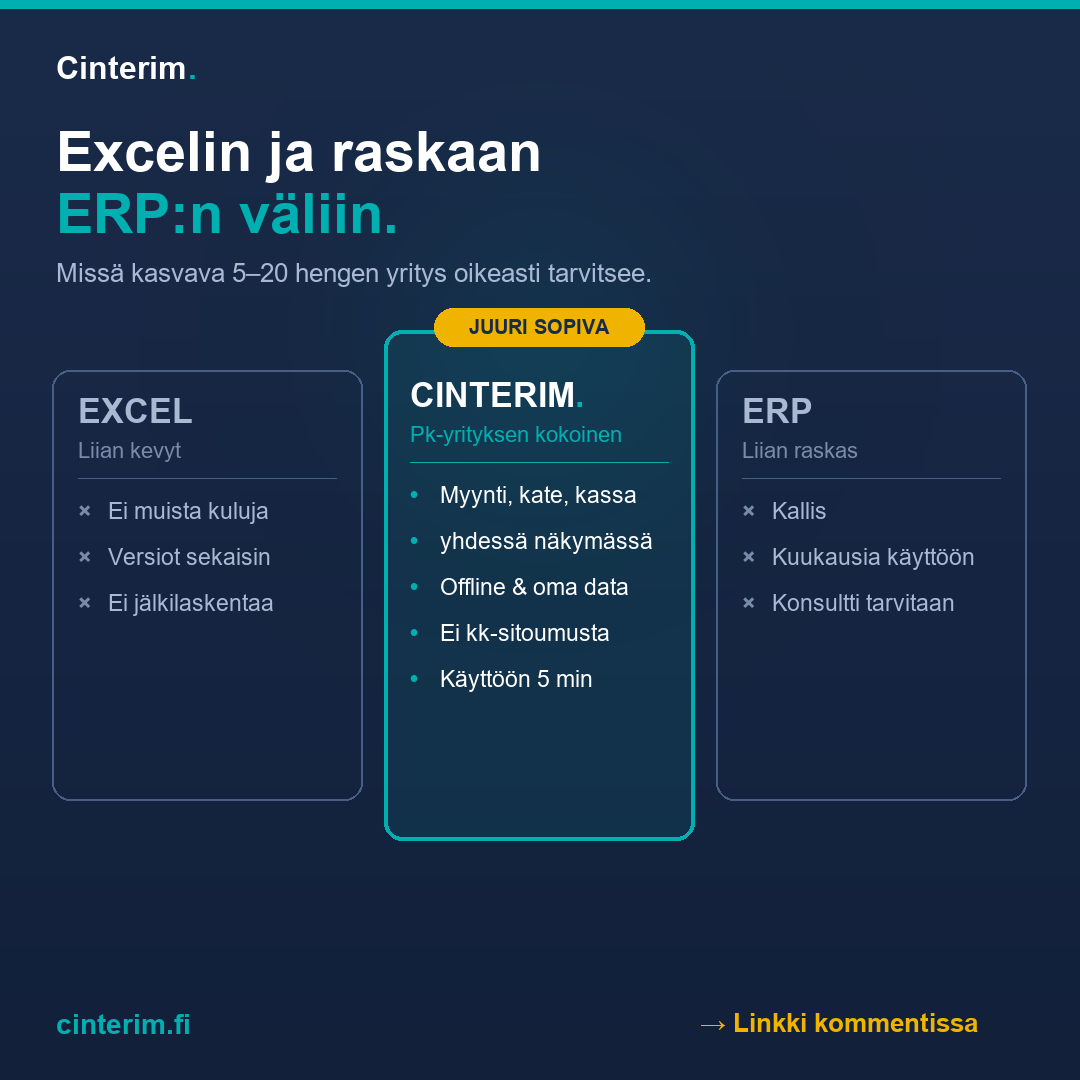 Cinterim.
Excelin ja raskaan
ERP:n väliin.
Missä kasvava 5–20 hengen yritys oikeasti tarvitsee.
EXCEL
Liian kevyt
× Ei muista kuluja
× Versiot sekaisin
× Ei jälkilaskentaa
JUURI SOPIVA
CINTERIM.
Pk-yrityksen kokoinen
• Myynti, kate, kassa
• yhdessä näkymässä
• Offline & oma data
• Ei kk-sitoumusta
• Käyttöön 5 min
ERP
Liian raskas
× Kallis
× Kuukausia käyttöön
× Konsultti tarvitaan
cinterim.fi
→ Linkki kommentissa